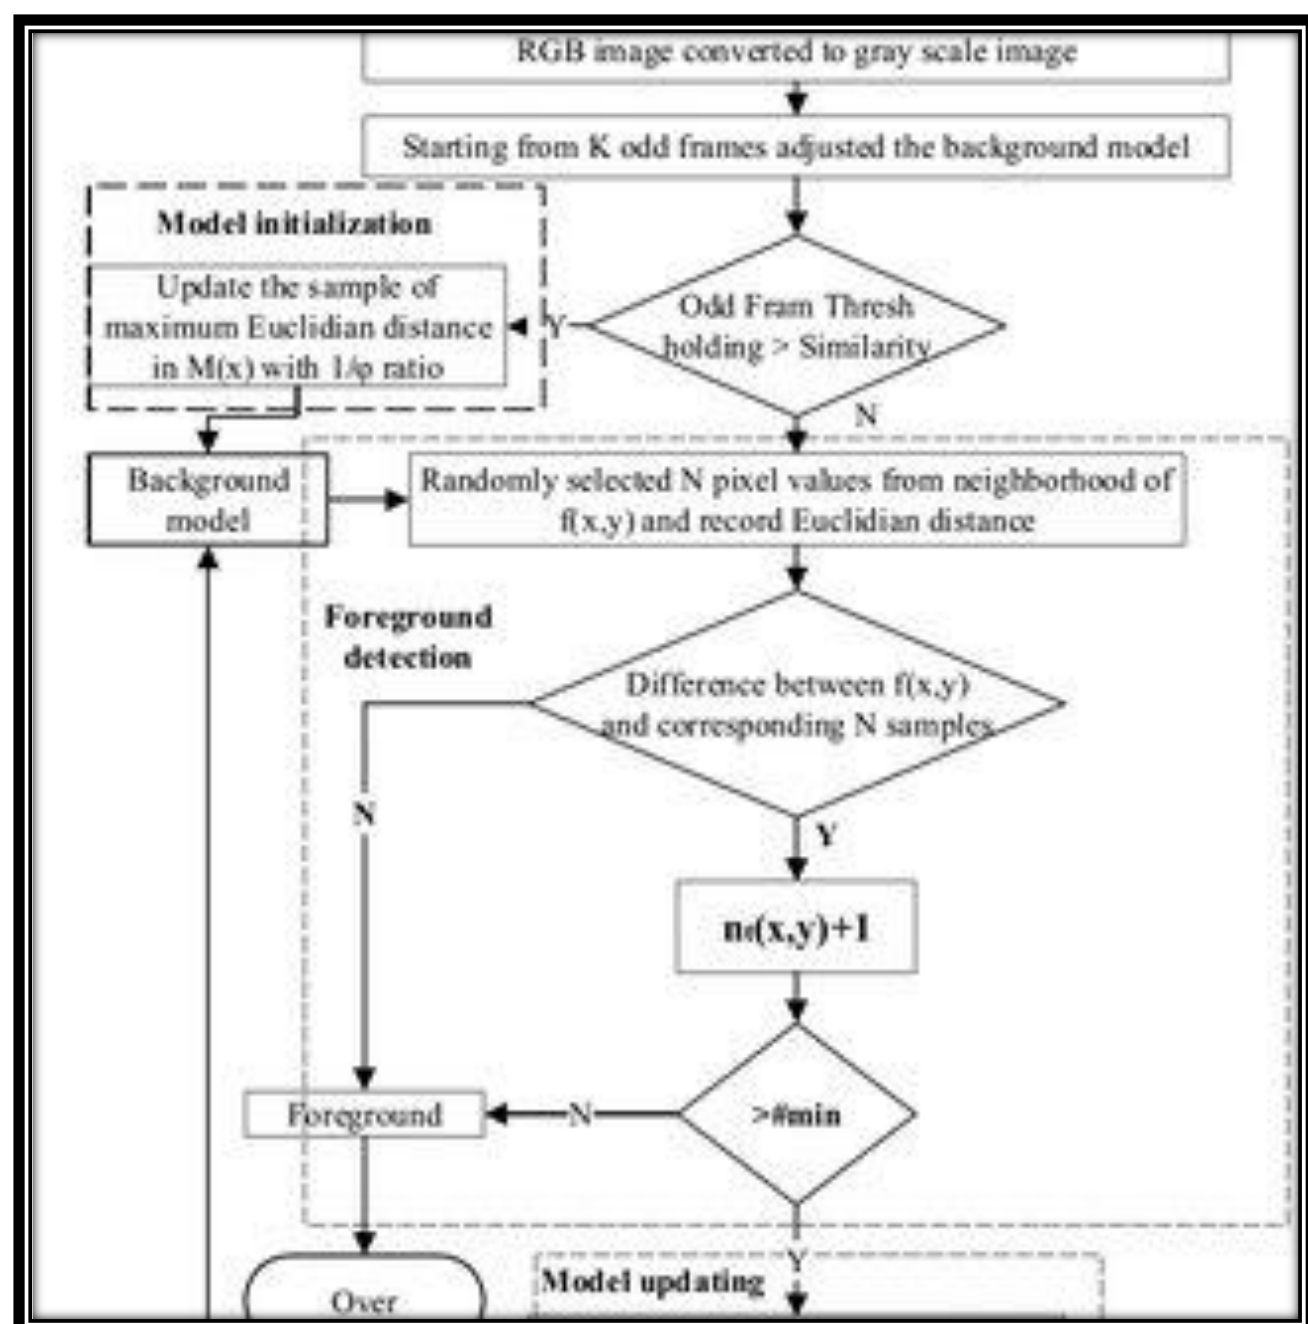 RGB image converted to gray scale image
Starting from K odd frames adjusted the background model
Model initialization
Update the sample of
maximum Euclidian distance
in M(x) with 1/φ ratio
Y
Odd Fram Thresh
holding > Similarity
N
Background
model
Randomly selected N pixel values from neighborhood of
f(x,y) and record Euclidian distance
Foreground
detection
Difference between f(x,y)
and corresponding N samples
N
Y
nt(x,y)+1
Foreground
N
>#min
Y
Model updating
Over